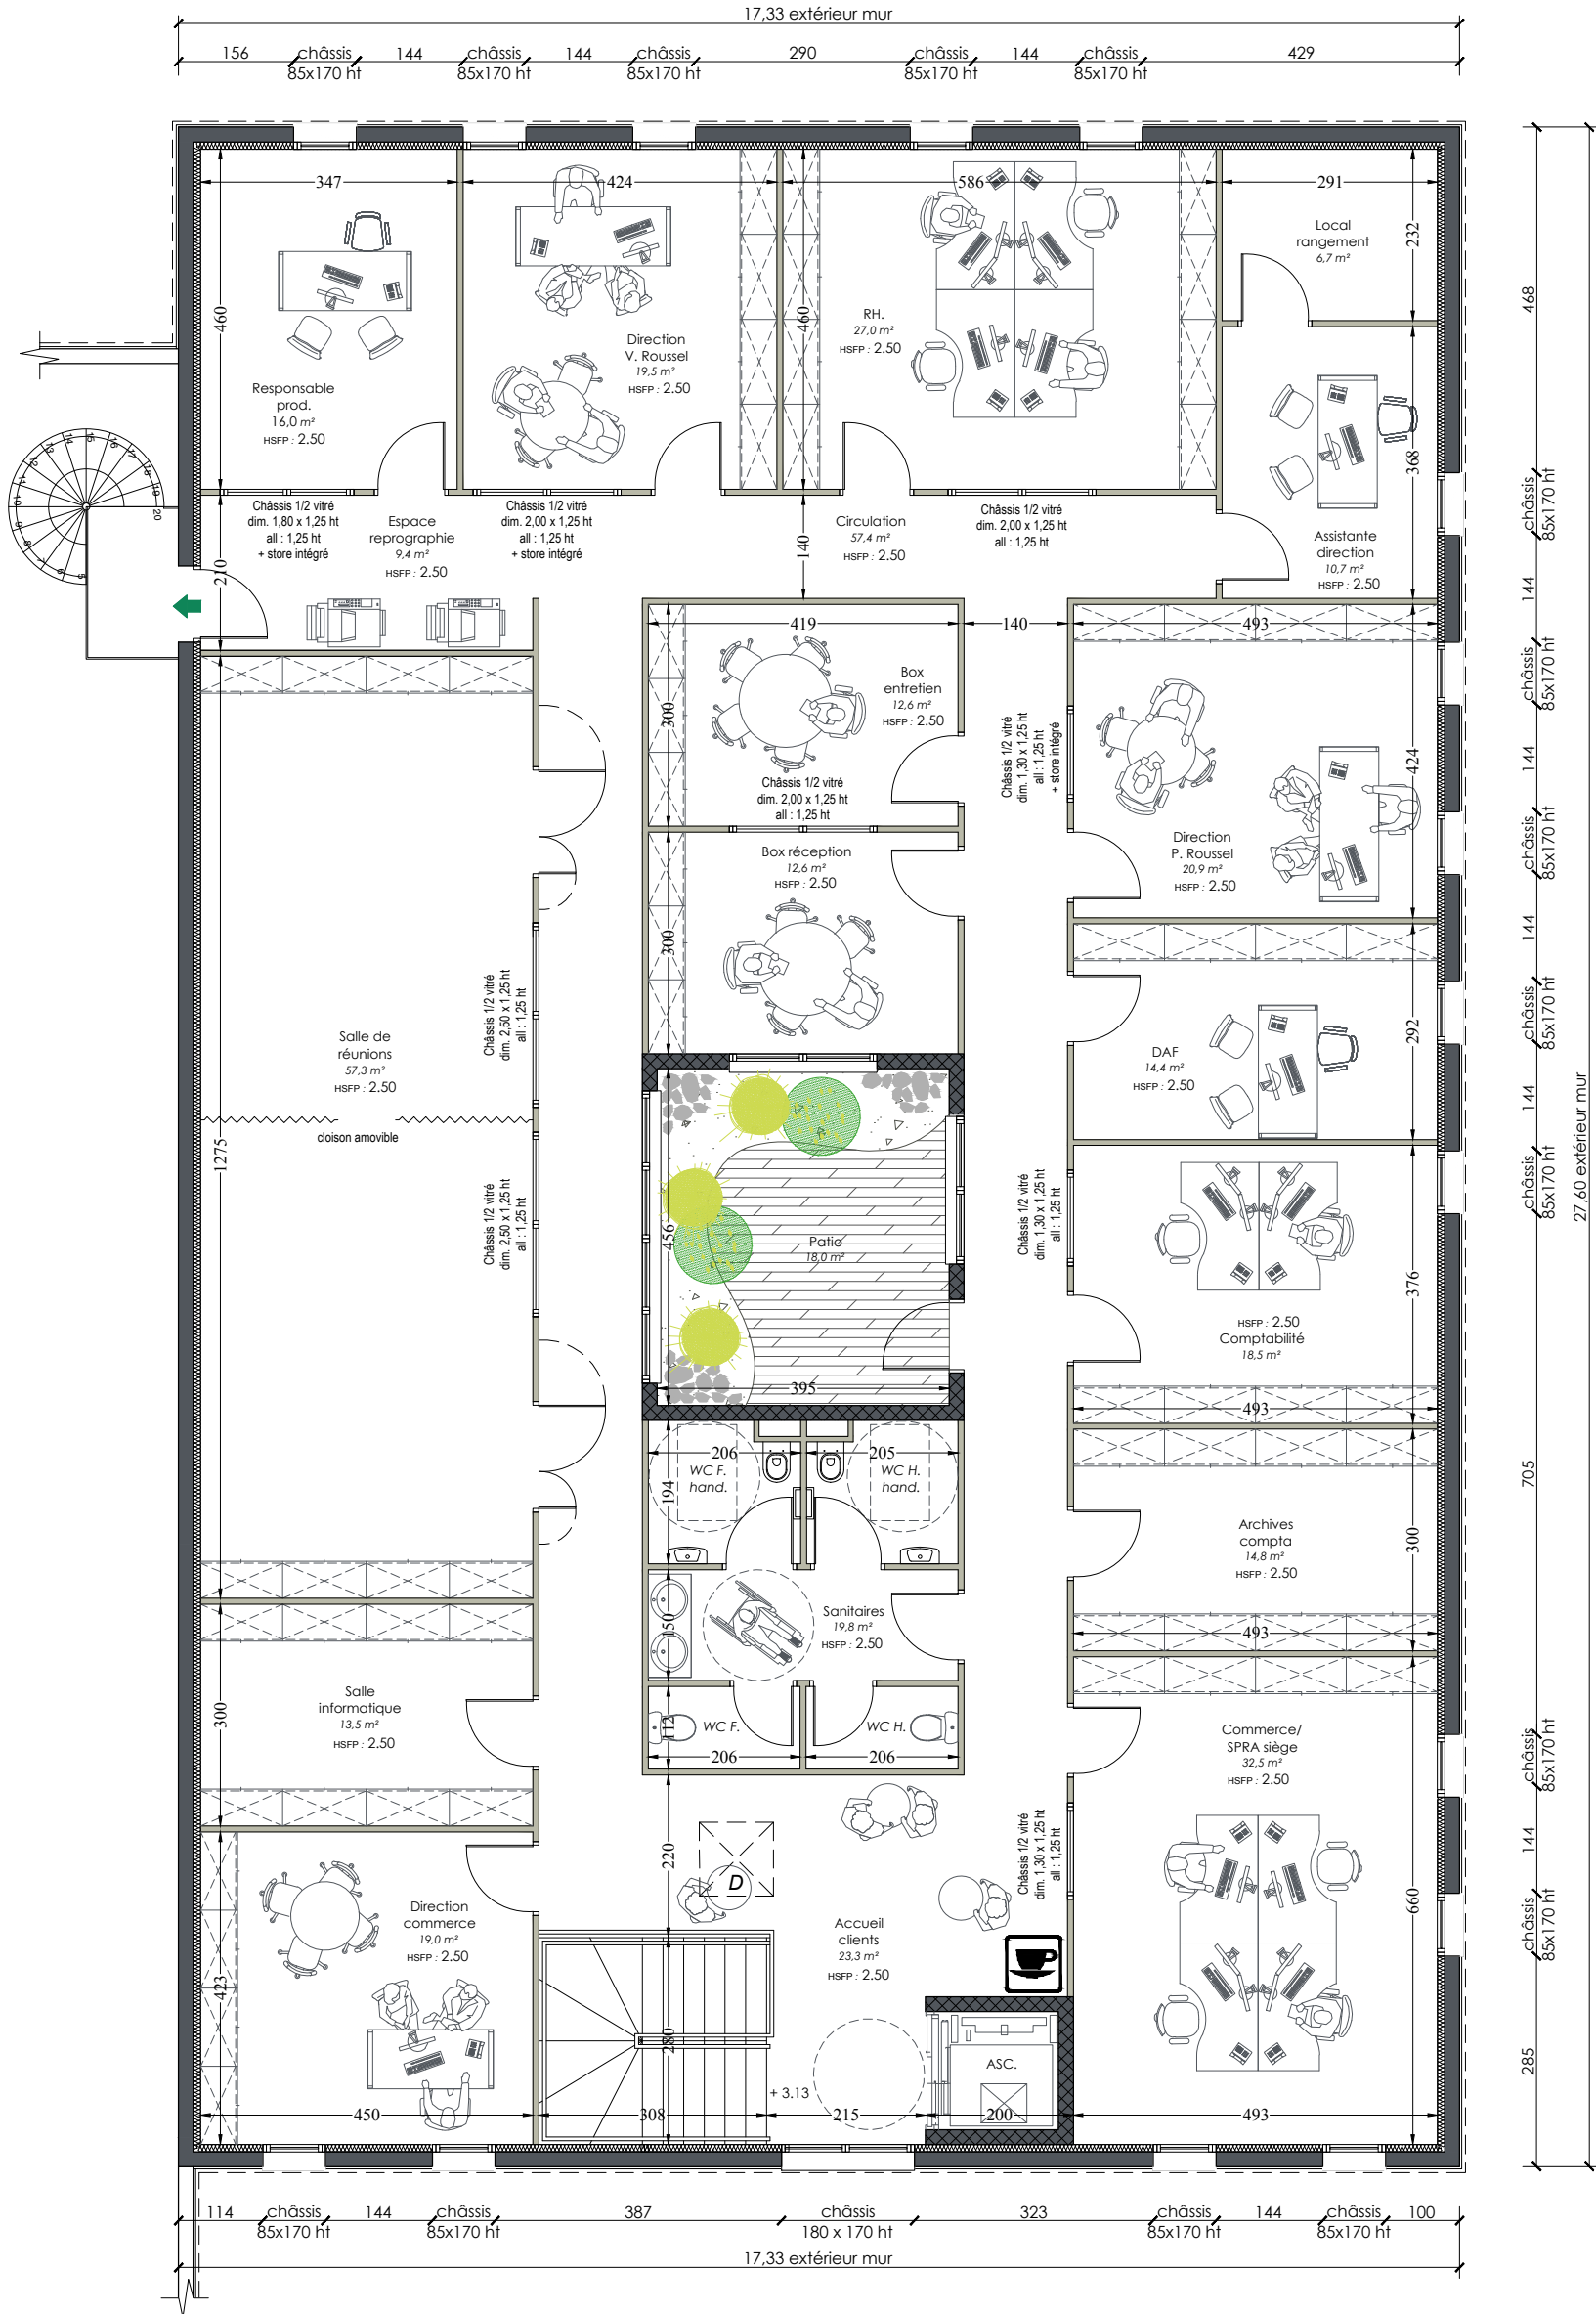 17,33 extérieur mur
156 châssis 144 châssis 144 châssis 290 châssis 144 châssis 429
85x170 ht 85x170 ht 85x170 ht 85x170 ht 85x170 ht
347 424 586 291
460 460 232
Local
rangement
6,7 m²
468
Responsable
prod.
16,0 m²
HSFP : 2.50
Direction
V. Roussel
19,5 m²
HSFP : 2.50
RH.
27,0 m²
HSFP : 2.50
368
Assistante
direction
10,7 m²
HSFP : 2.50
5 6 7 8 9 10 11 12 13 14 15 16 17 18 19 20
Châssis 1/2 vitré
dim. 1,80 x 1,25 ht
all : 1,25 ht
+ store intégré
Espace
reprographie
9,4 m²
HSFP : 2.50
Châssis 1/2 vitré
dim. 2,00 x 1,25 ht
all : 1,25 ht
+ store intégré
Circulation
57,4 m²
HSFP : 2.50
Châssis 1/2 vitré
dim. 2,00 x 1,25 ht
all : 1,25 ht
210 140
châssis
85x170 ht
144
419 140 493
châssis
85x170 ht
Box
entretien
12,6 m²
HSFP : 2.50
300
Châssis 1/2 vitré
dim. 2,00 x 1,25 ht
all : 1,25 ht
Châssis 1/2 vitré
dim. 1,30 x 1,25 ht
all : 1,25 ht
+ store intégré
424
144
Direction
P. Roussel
20,9 m²
HSFP : 2.50
châssis
85x170 ht
Box réception
12,6 m²
HSFP : 2.50
300
144
Châssis 1/2 vitré
dim. 2,50 x 1,25 ht
all : 1,25 ht
Salle de
réunions
57,3 m²
HSFP : 2.50
DAF
14,4 m²
HSFP : 2.50
292
châssis
85x170 ht
144
27,60 extérieur mur
cloison amovible
1275
Châssis 1/2 vitré
dim. 2,50 x 1,25 ht
all : 1,25 ht
456
Patio
18,0 m²
395
Châssis 1/2 vitré
dim. 1,30 x 1,25 ht
all : 1,25 ht
châssis
85x170 ht
376
HSFP : 2.50
Comptabilité
18,5 m²
493
206 205
WC F.
hand.
WC H.
hand.
194
705
Archives
compta
14,8 m²
HSFP : 2.50
300
493
150
Sanitaires
19,8 m²
HSFP : 2.50
Salle
informatique
13,5 m²
HSFP : 2.50
300
112
WC F. WC H.
206 206
Commerce/
SPRA siège
32,5 m²
HSFP : 2.50
châssis
85x170 ht
144
Châssis 1/2 vitré
dim. 1,30 x 1,25 ht
all : 1,25 ht
220
D
Direction
commerce
19,0 m²
HSFP : 2.50
423
Accueil
clients
23,3 m²
HSFP : 2.50
660
châssis
85x170 ht
280
ASC.
285
+ 3.13
450 308 215 200 493
114 châssis 144 châssis 387 châssis 323 châssis 144 châssis 100
85x170 ht 85x170 ht 180 x 170 ht 85x170 ht 85x170 ht
17,33 extérieur mur